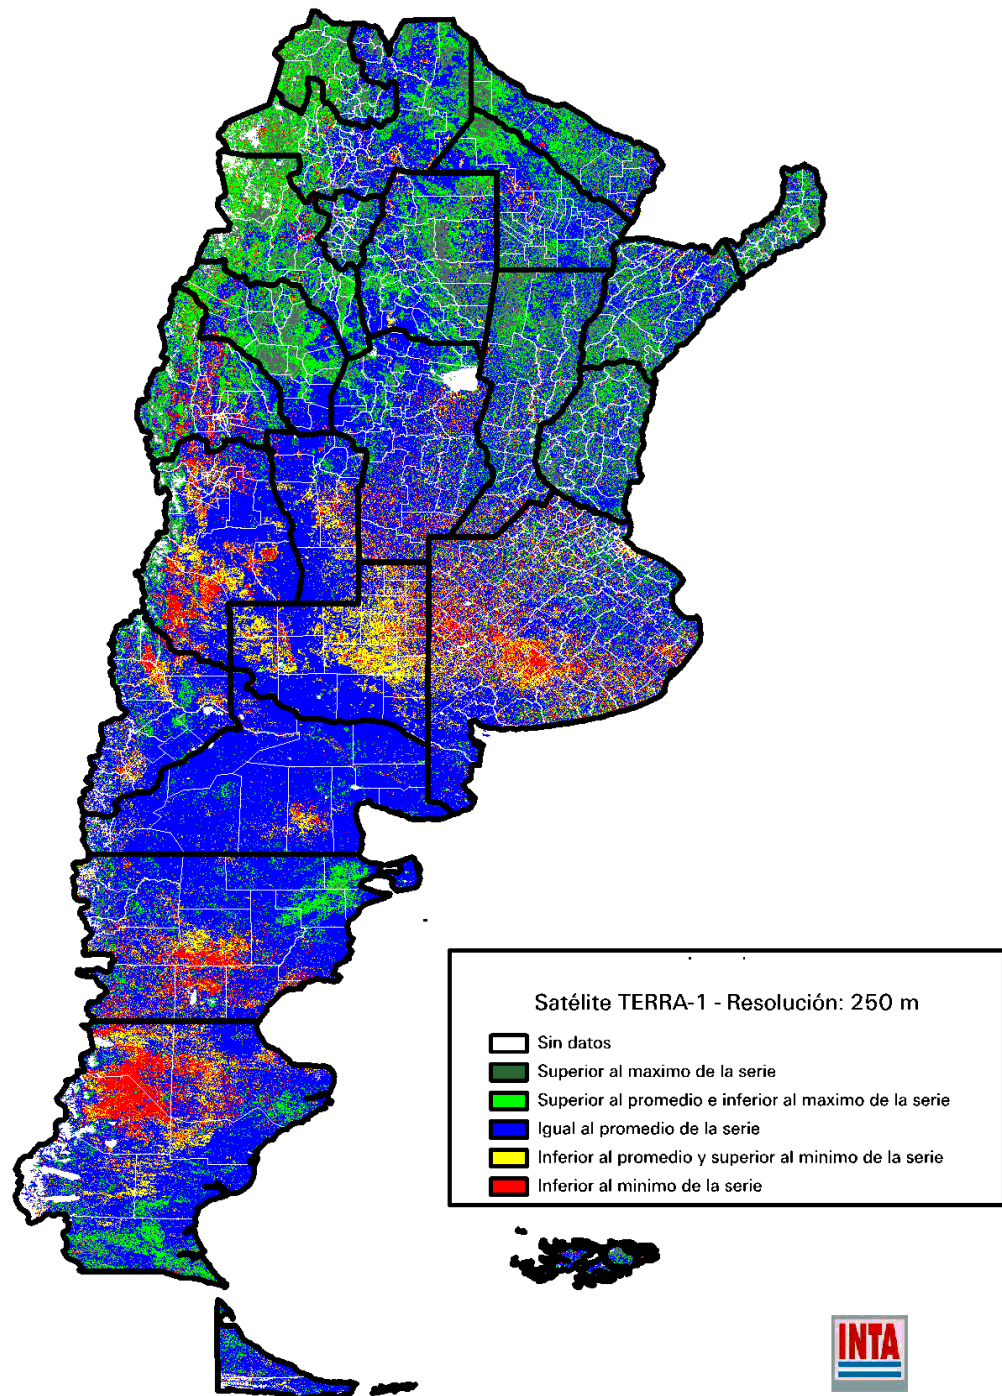 Satélite TERRA-1 - Resolución: 250 m
Sin datos
Superior al maximo de la serie
Superior al promedio e inferior al maximo de la serie
Igual al promedio de la serie
Inferior al promedio y superior al minimo de la serie
Inferior al minimo de la serie
INTA